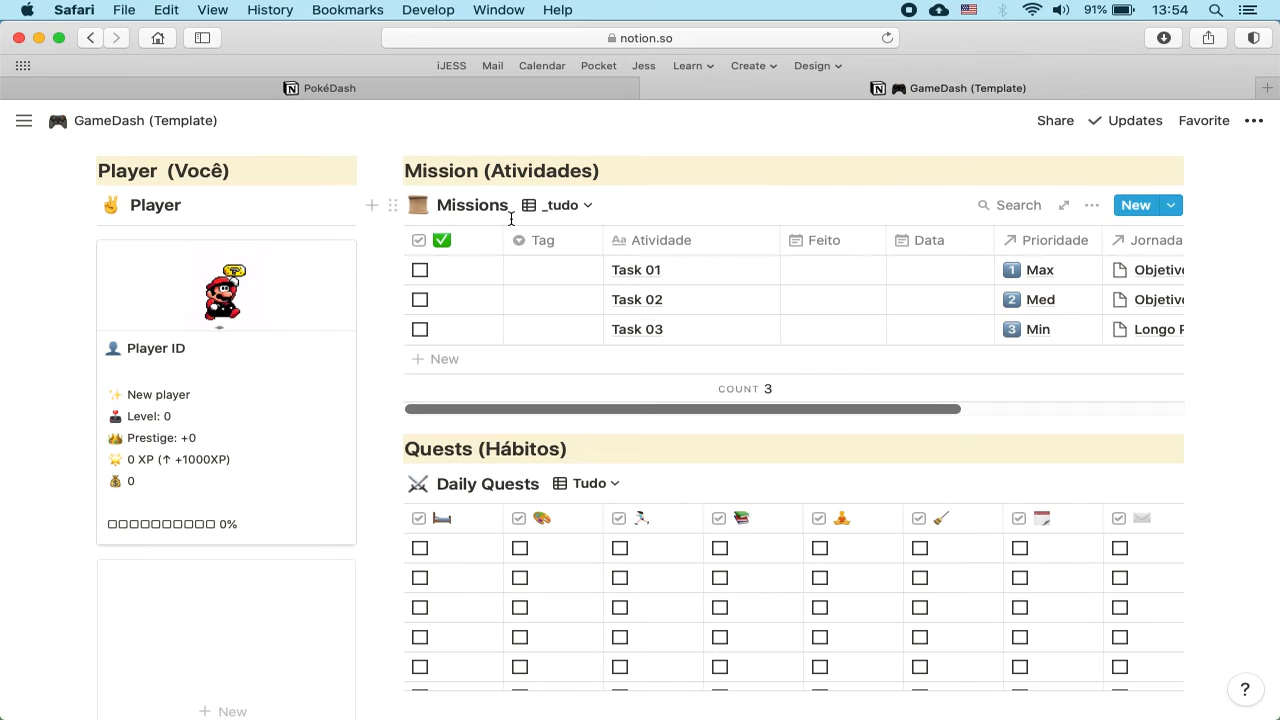 Safari File Edit View History Bookmarks Develop Window Help 91% 13:54
notion.so
iJESS Mail Calendar Pocket Jess Learn Create Design
PokéDash GameDash (Template)
GameDash (Template) Share Updates Favorite
Player (Você)
Player
Player ID
New player
Level: 0
Prestige: +0
0 XP (↑ +1000XP)
0
0%
+ New
Mission (Atividades)
Missions _tudo Search New
Tag Aa Atividade Feito Data Prioridade Jornada
Task 01 1 Max Objetiv
Task 02 2 Med Objetiv
Task 03 3 Min Longo
+ New
COUNT 3
Quests (Hábitos)
Daily Quests Tudo
?